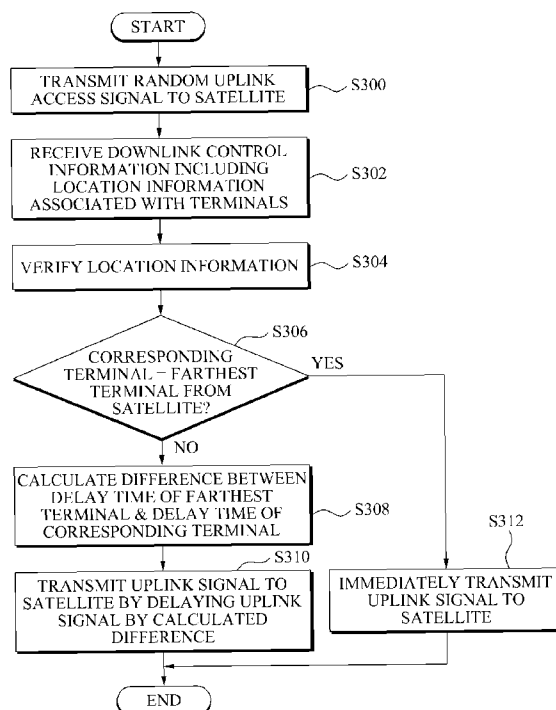 START
TRANSMIT RANDOM UPLINK
ACCESS SIGNAL TO SATELLITE
S300
RECEIVE DOWNLINK CONTROL
INFORMATION INCLUDING
LOCATION INFORMATION
ASSOCIATED WITH TERMINALS
S302
VERIFY LOCATION INFORMATION
S304
S306
CORRESPONDING
TERMINAL = FARTHEST
TERMINAL FROM
SATELLITE?
YES
NO
CALCULATE DIFFERENCE BETWEEN
DELAY TIME OF FARTHEST
TERMINAL & DELAY TIME OF
CORRESPONDING TERMINAL
S308
S310
TRANSMIT UPLINK SIGNAL TO
SATELLITE BY DELAYING UPLINK
SIGNAL BY CALCULATED
DIFFERENCE
S312
IMMEDIATELY TRANSMIT
UPLINK SIGNAL TO
SATELLITE
END